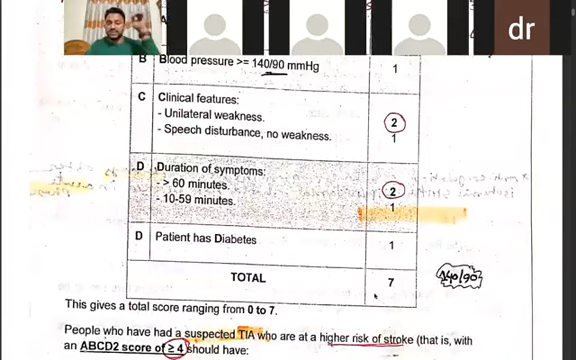 dr
B Blood pressure >= 140/90 mmHg 1
C Clinical features:
- Unilateral weakness. 2
- Speech disturbance, no weakness. 1
D Duration of symptoms:
- > 60 minutes. 2
- 10-59 minutes. 1
D Patient has Diabetes 1
TOTAL 7
140/90
This gives a total score ranging from 0 to 7.
People who have had a suspected TIA who are at a higher risk of stroke (that is, with
an ABCD2 score of ≥ 4 should have: